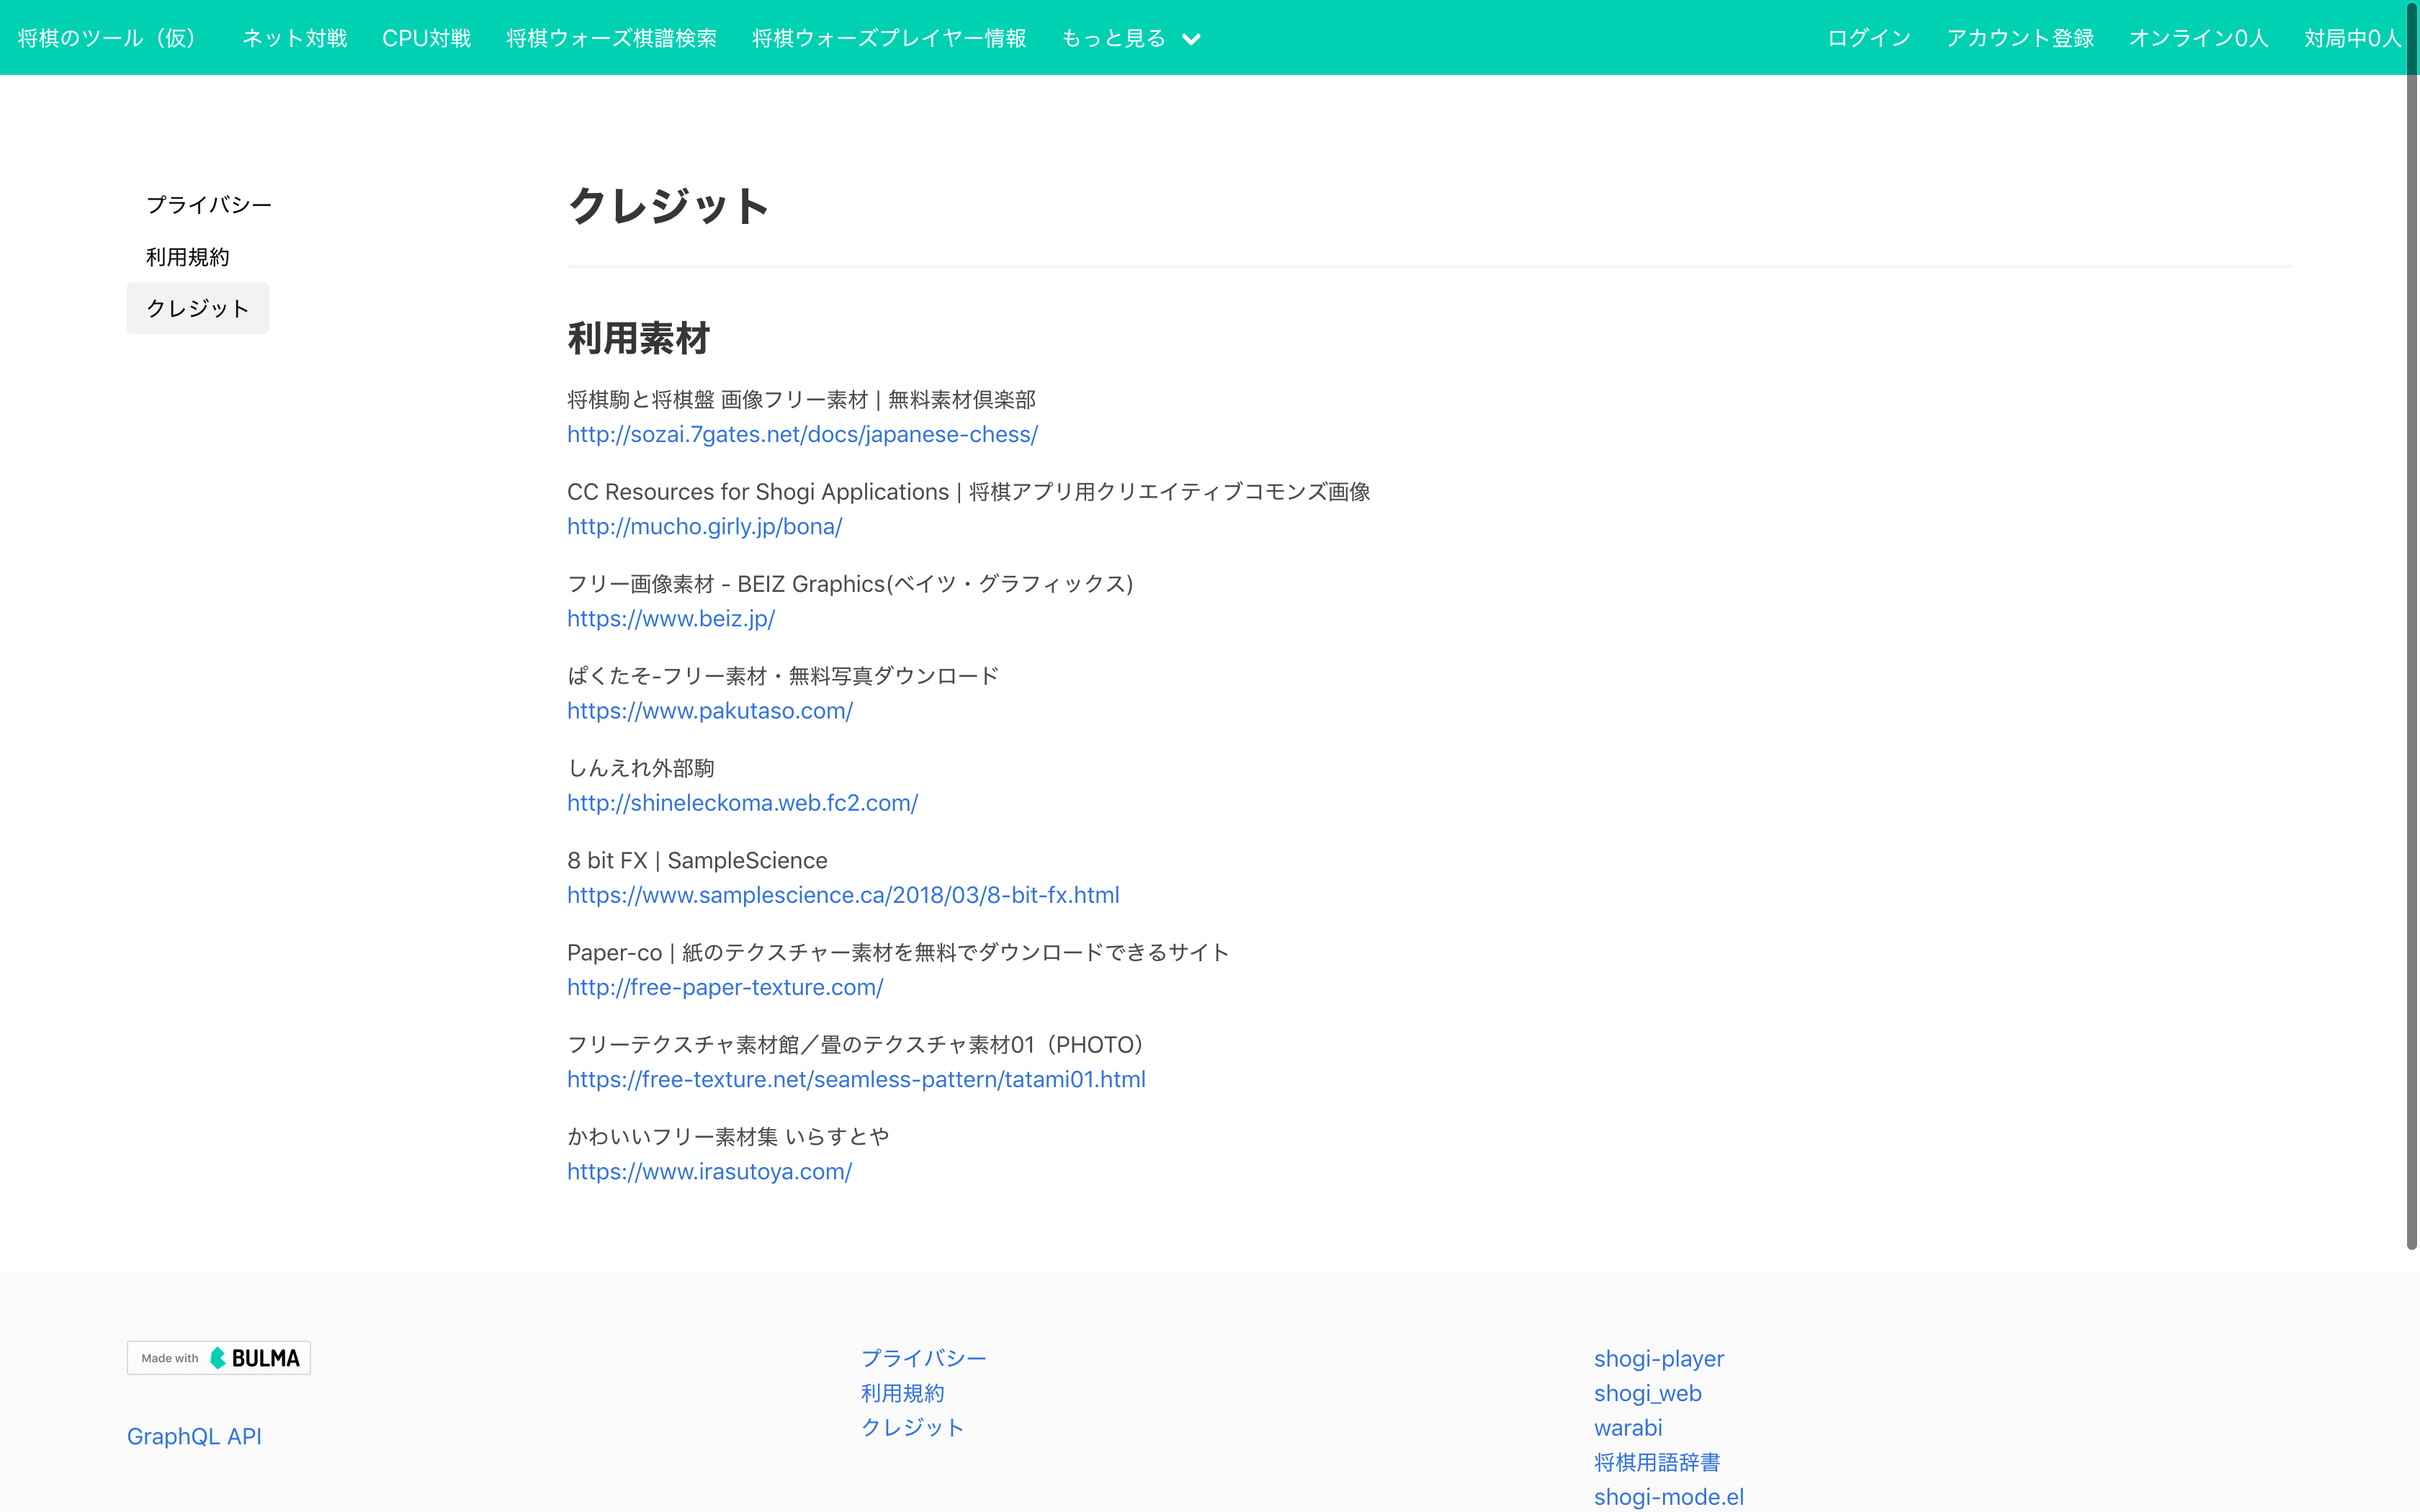 将棋のツール（仮） ネット対戦 CPU対戦 将棋ウォーズ棋譜検索 将棋ウォーズプレイヤー情報 もっと見る ログイン アカウント登録 オンライン0人 対局中0人
プライバシー
利用規約
クレジット
クレジット
利用素材
将棋駒と将棋盤 画像フリー素材 | 無料素材倶楽部
http://sozai.7gates.net/docs/japanese-chess/
CC Resources for Shogi Applications | 将棋アプリ用クリエイティブコモンズ画像
http://mucho.girly.jp/bona/
フリー画像素材 - BEIZ Graphics(ベイツ・グラフィックス)
https://www.beiz.jp/
ぱくたそ-フリー素材・無料写真ダウンロード
https://www.pakutaso.com/
しんえれ外部駒
http://shineleckoma.web.fc2.com/
8 bit FX | SampleScience
https://www.samplescience.ca/2018/03/8-bit-fx.html
Paper-co | 紙のテクスチャー素材を無料でダウンロードできるサイト
http://free-paper-texture.com/
フリーテクスチャ素材館／畳のテクスチャ素材01（PHOTO）
https://free-texture.net/seamless-pattern/tatami01.html
かわいいフリー素材集 いらすとや
https://www.irasutoya.com/
Made with BULMA
GraphQL API
プライバシー
利用規約
クレジット
shogi-player
shogi_web
warabi
将棋用語辞書
shogi-mode.el